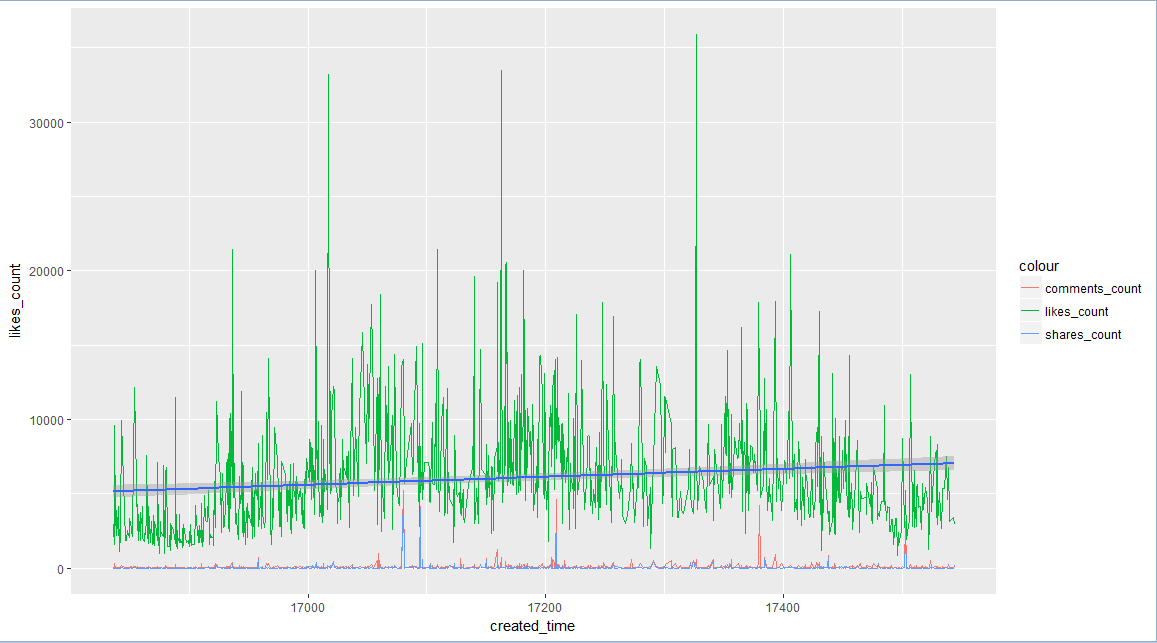 likes_count
30000
20000
10000
0
17000
17200
17400
created_time
colour
comments_count
likes_count
shares_count